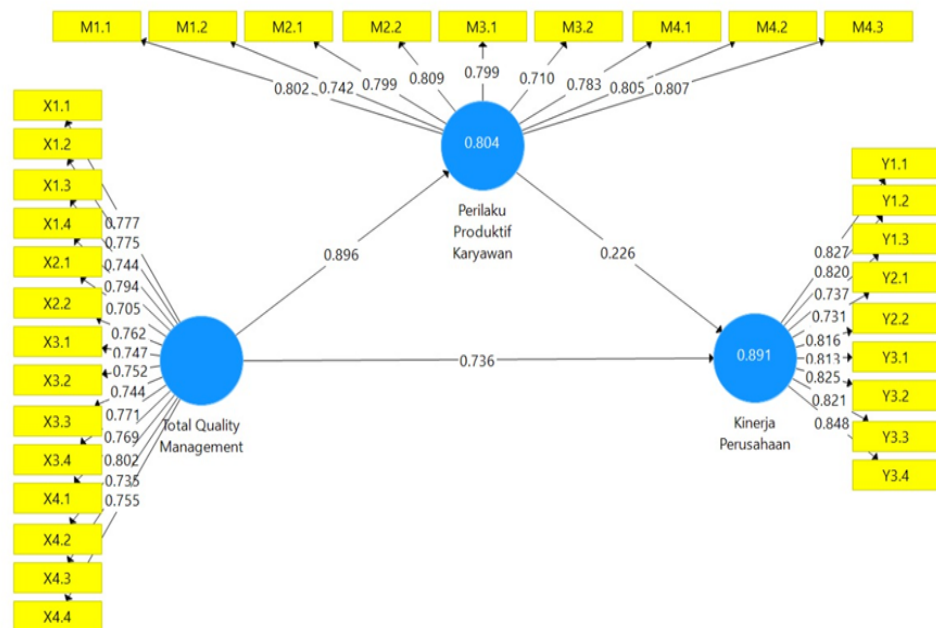 M1.1 M1.2 M2.1 M2.2 M3.1 M3.2 M4.1 M4.2 M4.3
0.802 0.742 0.799 0.809 0.799 0.710 0.783 0.805 0.807
0.804
Perilaku
Produktif
Karyawan
X1.1
X1.2
X1.3
X1.4
X2.1
X2.2
X3.1
X3.2
X3.3
X3.4
X4.1
X4.2
X4.3
X4.4
0.777
0.775
0.744
0.794
0.705
0.762
0.747
0.752
0.744
0.771
0.769
0.802
0.735
0.755
Total Quality
Management
0.896
0.226
0.736
0.891
Kinerja
Perusahaan
0.827
0.820
0.737
0.731
0.816
0.813
0.825
0.821
0.848
Y1.1
Y1.2
Y1.3
Y2.1
Y2.2
Y3.1
Y3.2
Y3.3
Y3.4